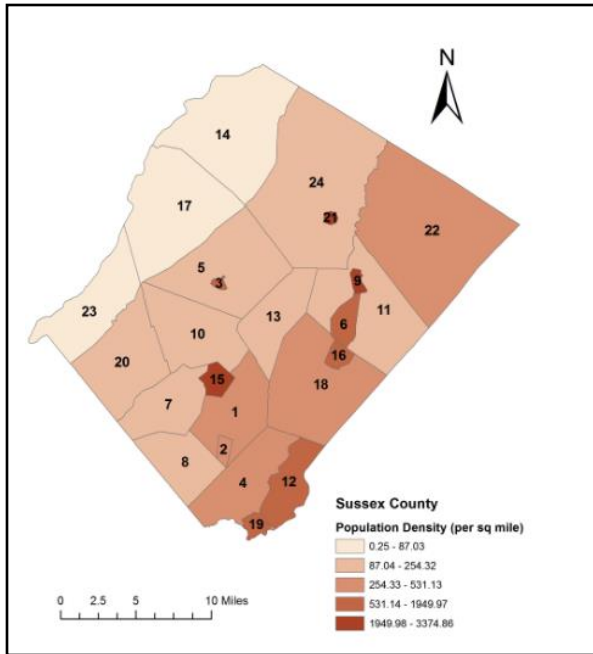 N
14
24
17
21
22
5
3
9
23
13
11
6
10
20
16
15
18
7
1
2
8
12
4
19
Sussex County
Population Density (per sq mile)
0.25 - 87.03
87.04 - 254.32
254.33 - 531.13
531.14 - 1949.97
1949.98 - 3374.86
0 2.5 5 10 Miles